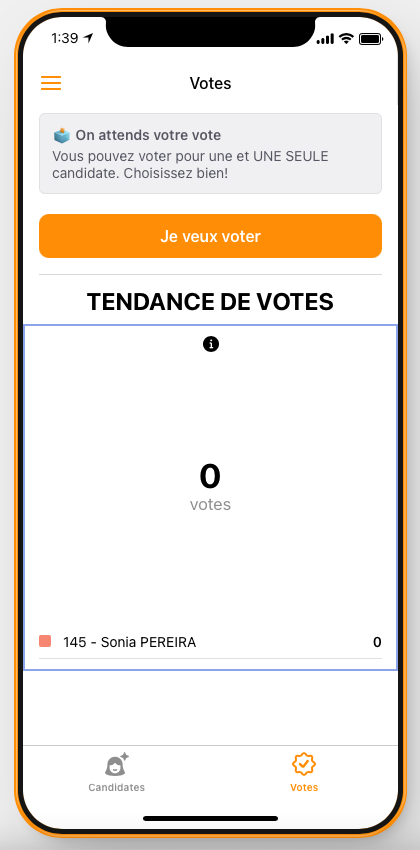 1:39
Votes
On attends votre vote
Vous pouvez voter pour une et UNE SEULE
candidate. Choisissez bien!
Je veux voter
TENDANCE DE VOTES
0
votes
145 - Sonia PEREIRA 0
Candidates Votes